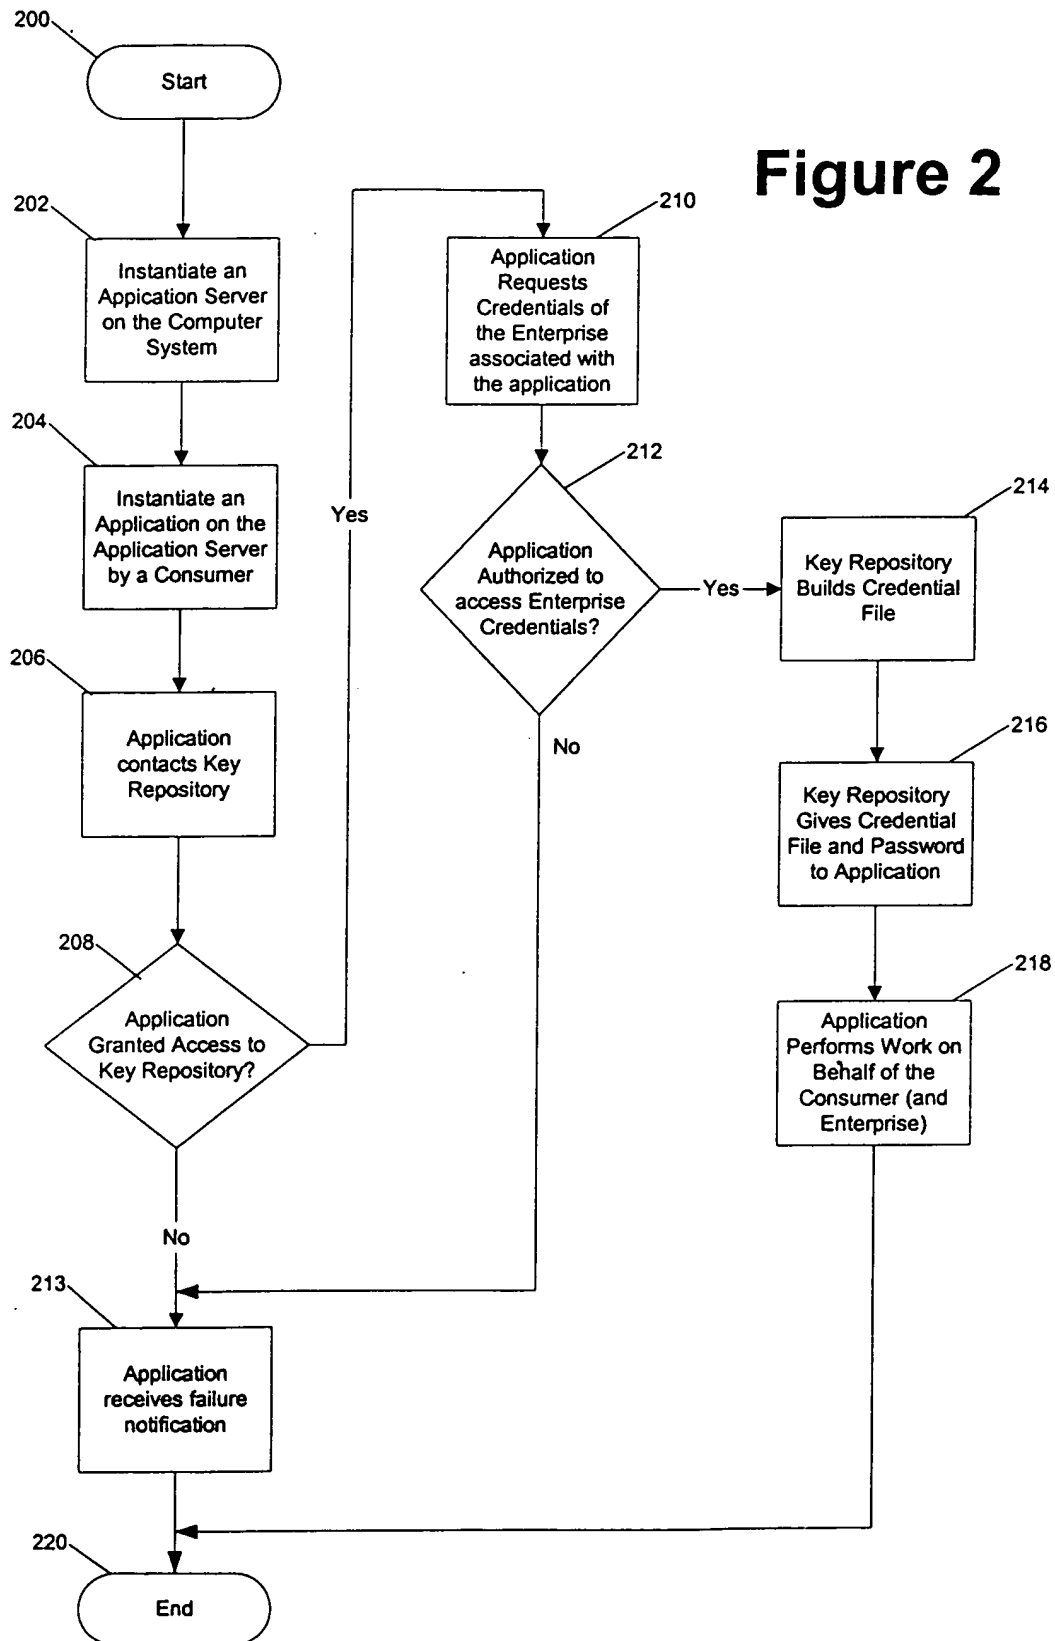 200
Start
Figure 2
202
Instantiate an
Appication Server
on the Computer
System
204
Instantiate an
Application on the
Application Server
by a Consumer
206
Application
contacts Key
Repository
208
Application
Granted Access to
Key Repository?
Yes
No
210
Application
Requests
Credentials of
the Enterprise
associated with
the application
212
Application
Authorized to
access Enterprise
Credentials?
Yes
No
213
Application
receives failure
notification
214
Key Repository
Builds Credential
File
216
Key Repository
Gives Credential
File and Password
to Application
218
Application
Performs Work on
Behalf of the
Consumer (and
Enterprise)
220
End